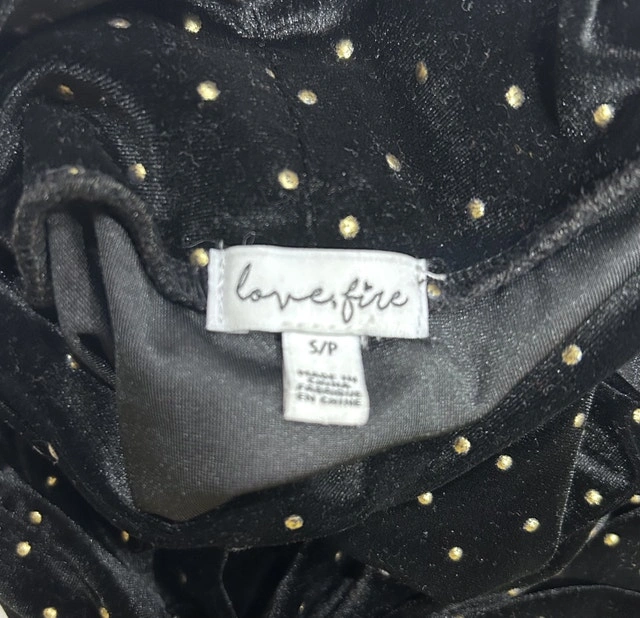 love, fire
S/P
MADE IN
CHINA
FABRIQUÉ
EN CHINE